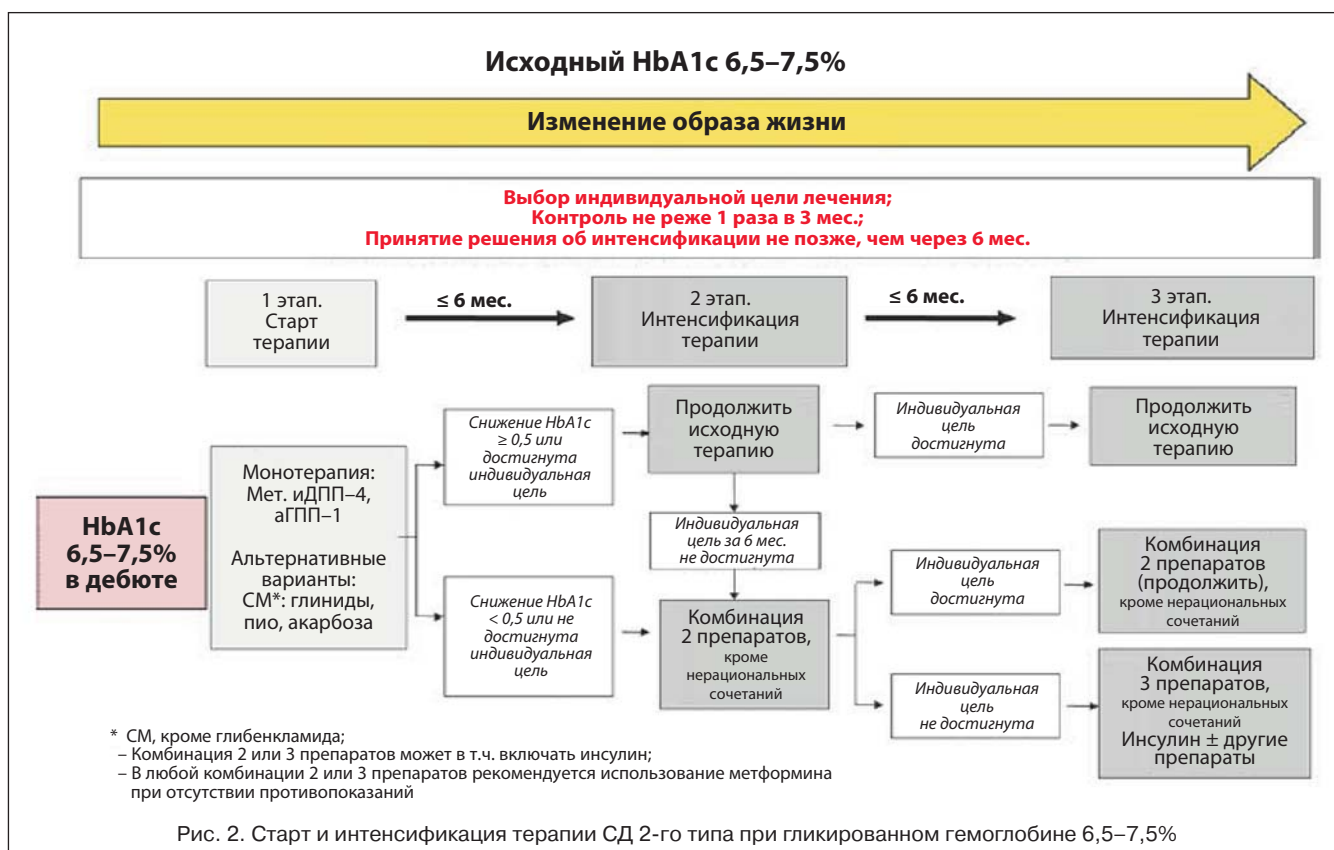 Исходный HbA1c 6,5–7,5%
Изменение образа жизни
Выбор индивидуальной цели лечения;
Контроль не реже 1 раза в 3 мес.;
Принятие решения об интенсификации не позже, чем через 6 мес.
1 этап.
Старт
терапии
≤ 6 мес.
2 этап.
Интенсификация
терапии
≤ 6 мес.
3 этап.
Интенсификация
терапии
HbA1c
6,5–7,5%
в дебюте
Монотерапия:
Мет. иДПП–4,
аГПП–1
Альтернативные
варианты:
СМ*: глиниды,
пио, акарбоза
Снижение HbA1c
≥ 0,5 или
достигнута
индивидуальная
цель
Продолжить
исходную
терапию
Индивидуальная
цель
достигнута
Продолжить
исходную
терапию
Индивидуальная
цель за 6 мес.
не достигнута
Снижение HbA1c
< 0,5 или не
достигнута
индивидуальная
цель
Комбинация
2 препаратов,
кроме
нерациональных
сочетаний
Индивидуальная
цель
достигнута
Комбинация
2 препаратов
(продолжить),
кроме нерациональных
сочетаний
Индивидуальная
цель
не достигнута
Комбинация
3 препаратов,
кроме нерациональных
сочетаний
Инсулин ± другие
препараты
* СМ, кроме глибенкламида;
– Комбинация 2 или 3 препаратов может в т.ч. включать инсулин;
– В любой комбинации 2 или 3 препаратов рекомендуется использование метформина
при отсутствии противопоказаний
Рис. 2. Старт и интенсификация терапии СД 2-го типа при гликированном гемоглобине 6,5–7,5%